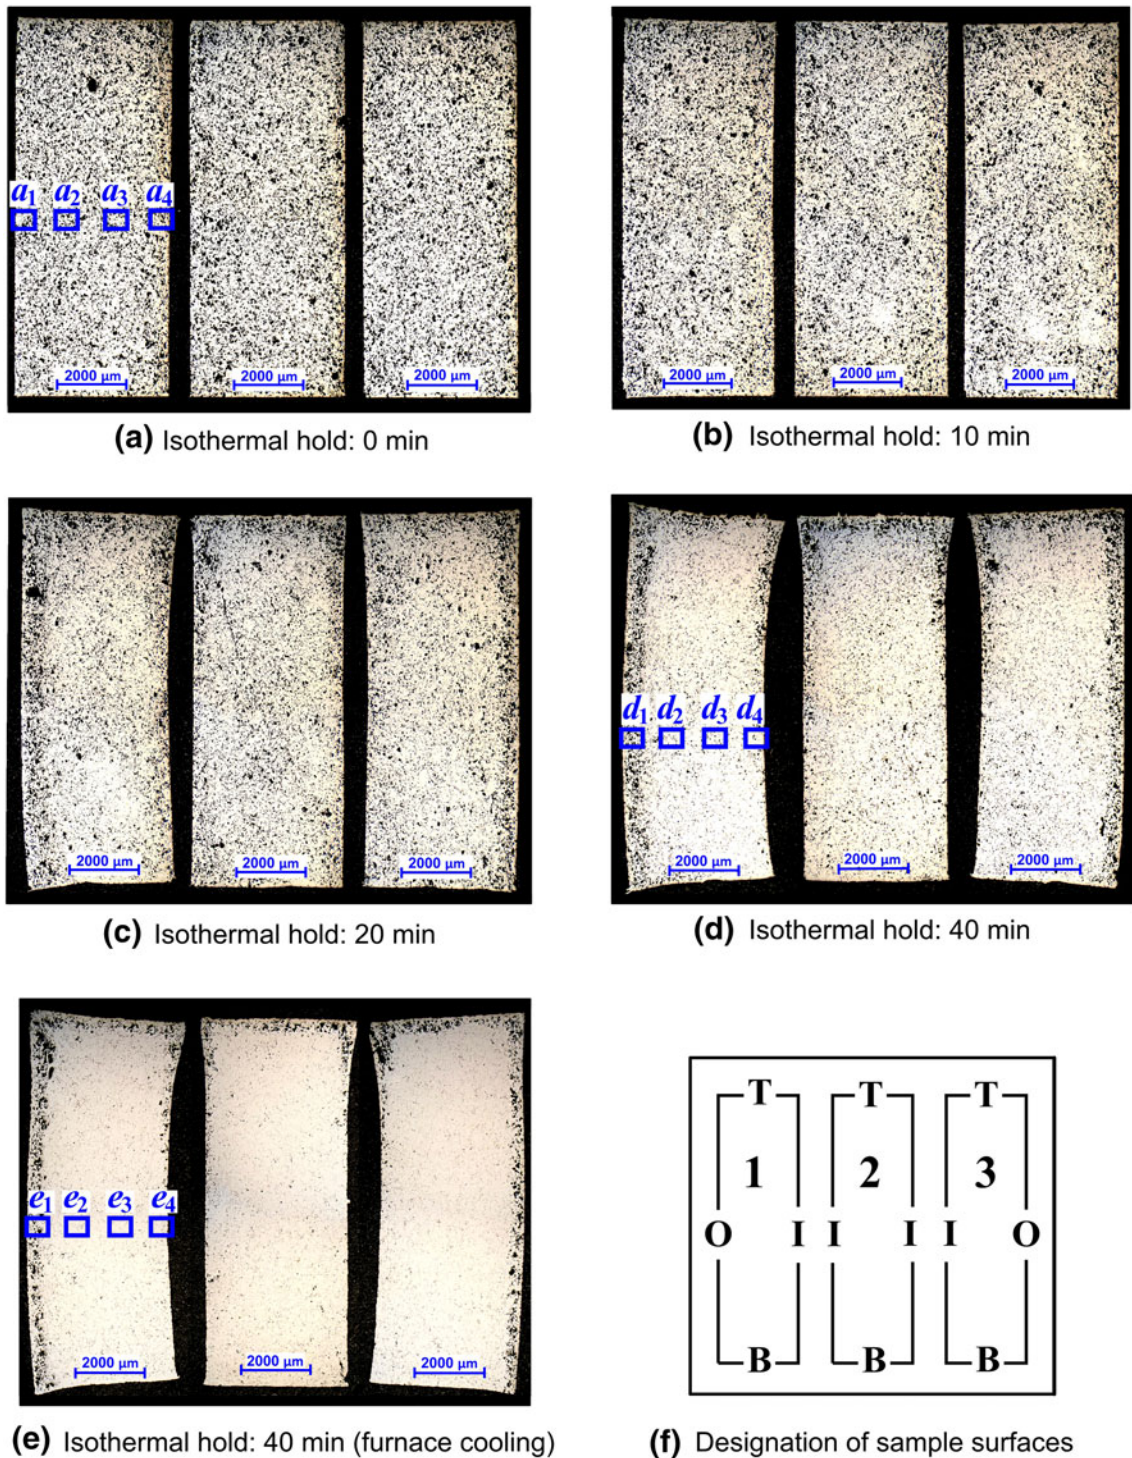 a1 a2 a3 a4
2000 µm 2000 µm 2000 µm
2000 µm 2000 µm 2000 µm
(a) Isothermal hold: 0 min
(b) Isothermal hold: 10 min
2000 µm 2000 µm 2000 µm
d1 d2 d3 d4
2000 µm 2000 µm 2000 µm
(c) Isothermal hold: 20 min
(d) Isothermal hold: 40 min
e1 e2 e3 e4
2000 µm 2000 µm 2000 µm
T T T
1 2 3
O I I I I O
B B B
(e) Isothermal hold: 40 min (furnace cooling)
(f) Designation of sample surfaces